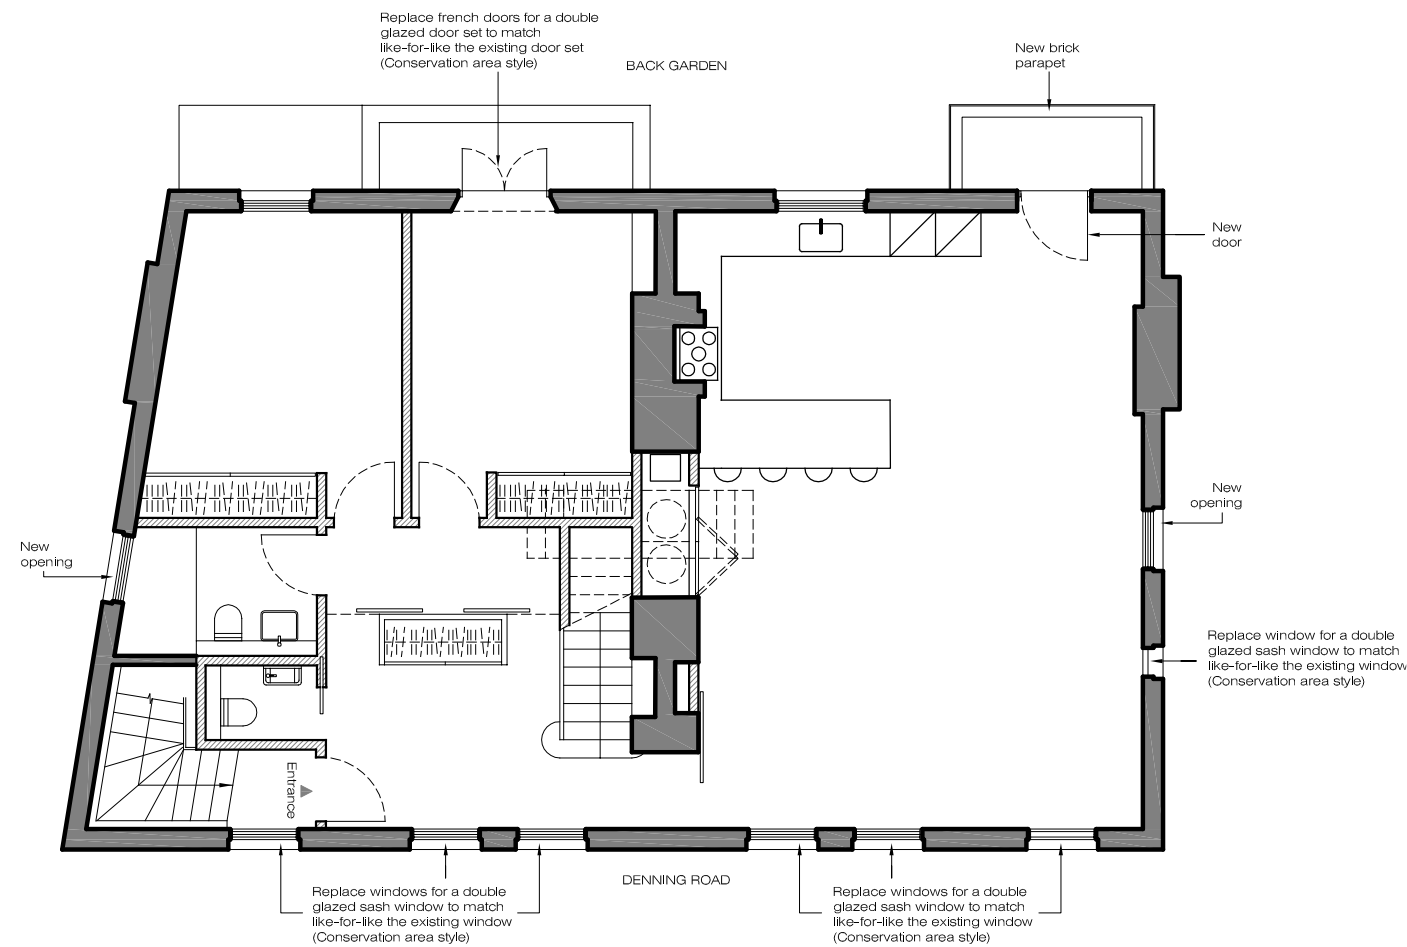 Replace french doors for a double
glazed door set to match
like-for-like the existing door set
(Conservation area style)
BACK GARDEN
New brick
parapet
New
door
New
opening
New
opening
Replace window for a double
glazed sash window to match
like-for-like the existing window
(Conservation area style)
Entrance
DENNING ROAD
Replace windows for a double
glazed sash window to match
like-for-like the existing window
(Conservation area style)
Replace windows for a double
glazed sash window to match
like-for-like the existing window
(Conservation area style)